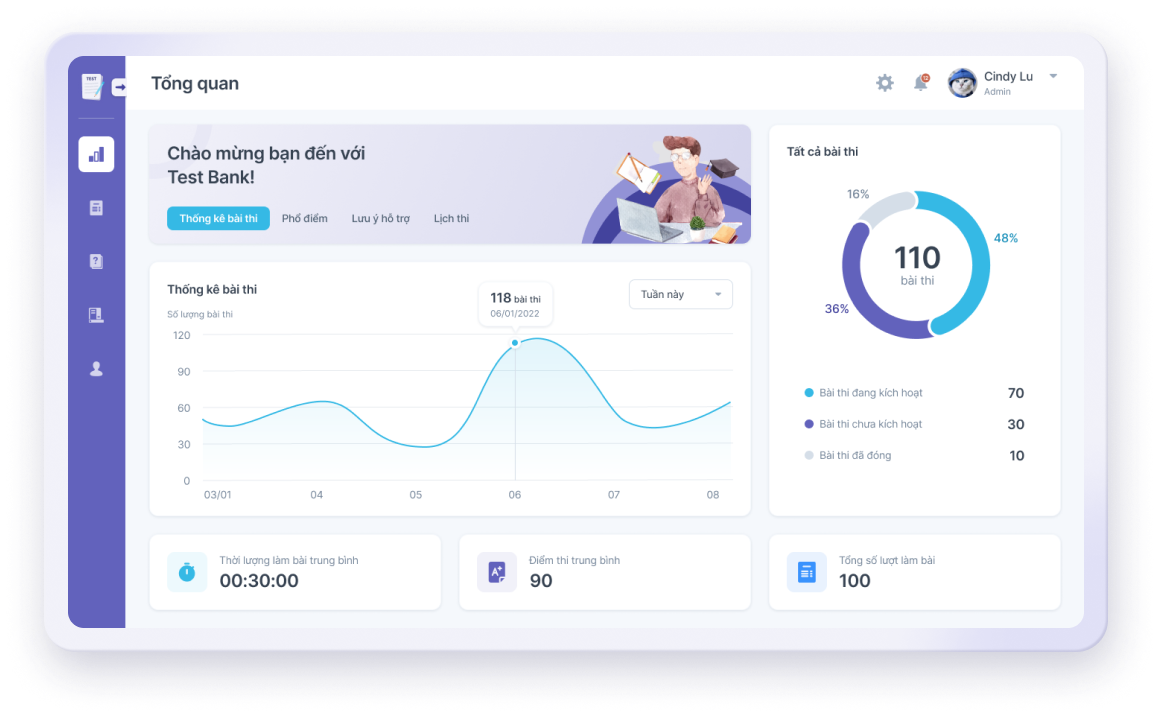 TEST
Tổng quan
Cindy Lu
Admin
Chào mừng bạn đến với
Test Bank!
Thống kê bài thi
Phổ điểm
Lưu ý hỗ trợ
Lịch thi
Thống kê bài thi
Số lượng bài thi
118 bài thi
06/01/2022
Tuần này
120
90
60
30
0
03/01
04
05
06
07
08
Tất cả bài thi
16%
48%
36%
110
bài thi
Bài thi đang kích hoạt 70
Bài thi chưa kích hoạt 30
Bài thi đã đóng 10
Thời lượng làm bài trung bình
00:30:00
A+
Điểm thi trung bình
90
Tổng số lượt làm bài
100